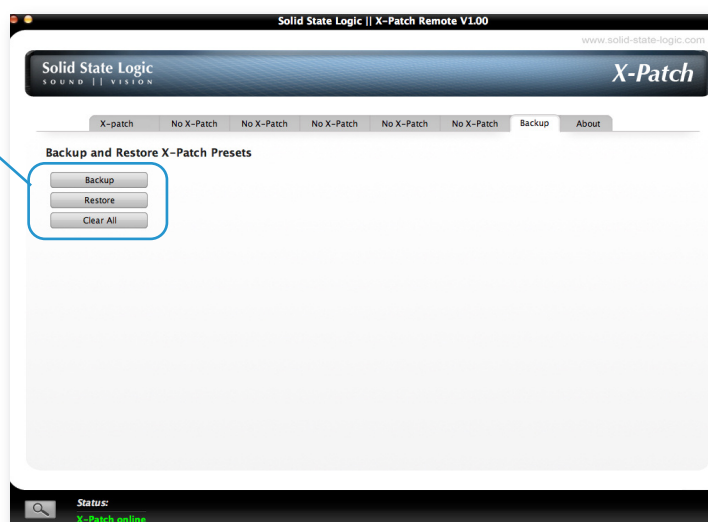 Solid State Logic || X-Patch Remote V1.00
www.solid-state-logic.com
Solid State Logic
SOUND || VISION
X-Patch
X-patch No X-Patch No X-Patch No X-Patch No X-Patch No X-Patch Backup About
Backup and Restore X-Patch Presets
Backup
Restore
Clear All
Status:
X-Patch online